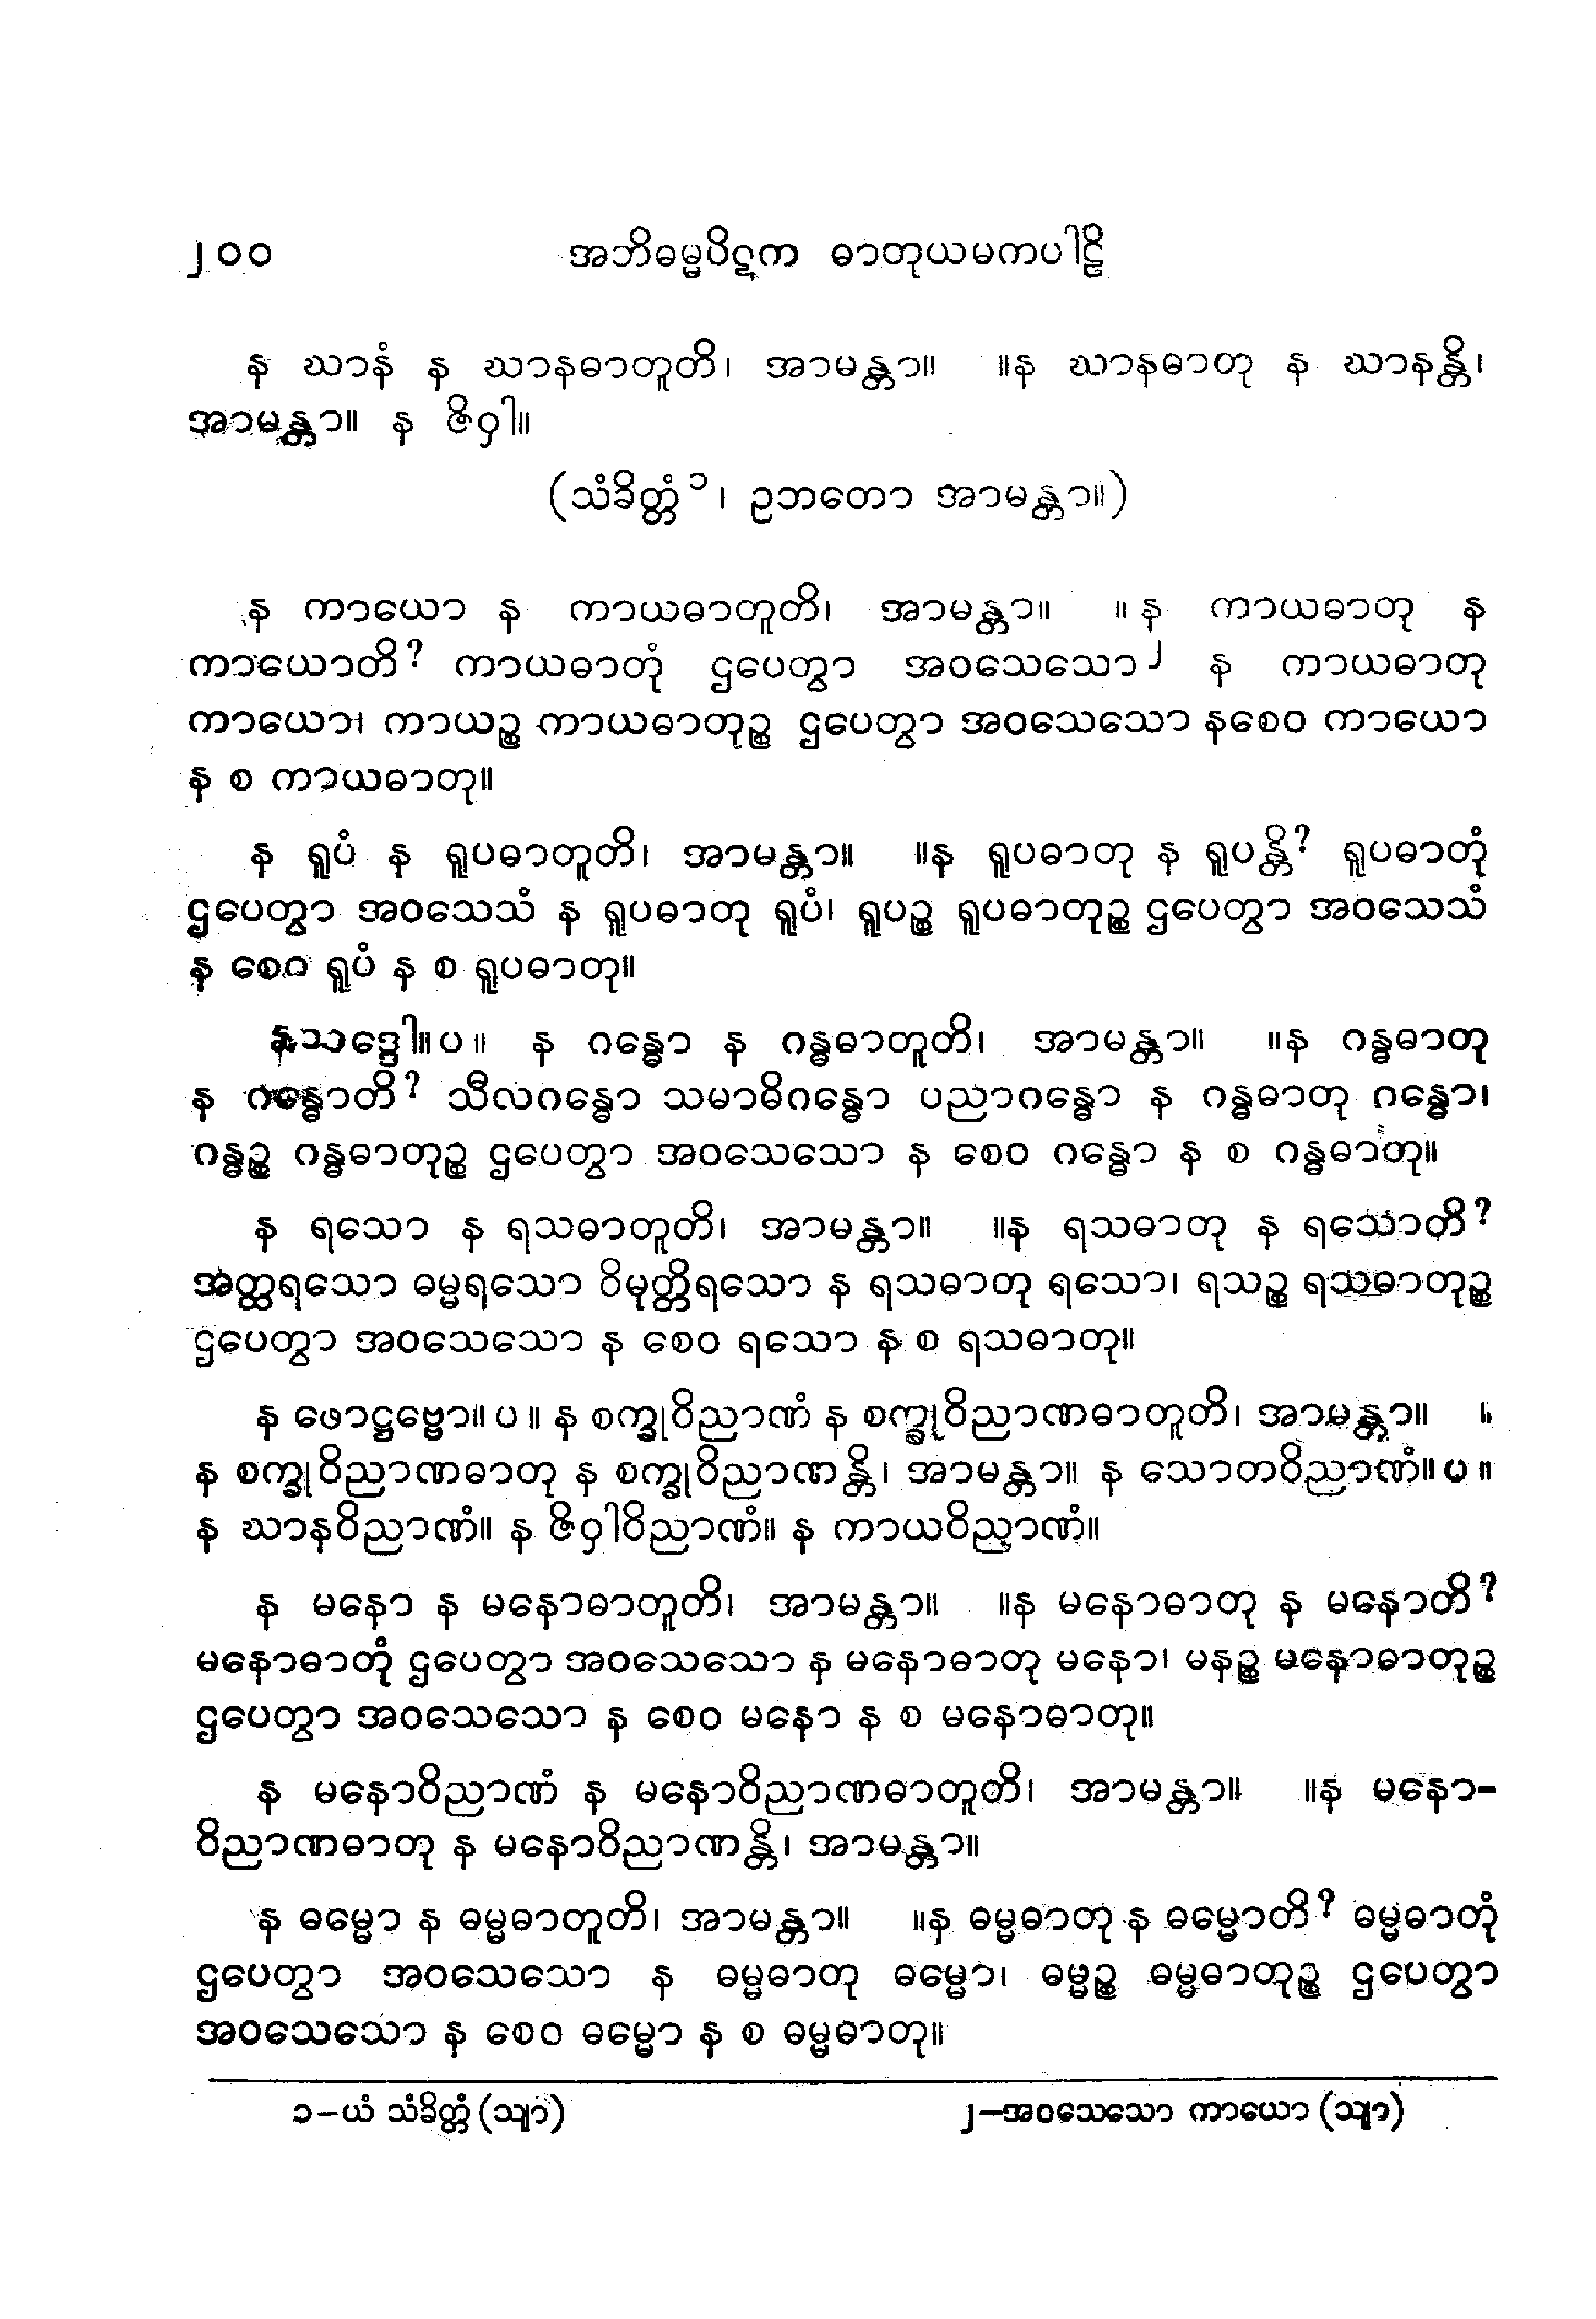 ၂၀၀ အဘိဓမ္မပိဋက ဓာတုယမကပါဠိ
န ဃာနံ န ဃာနဓာတူတိ၊ အာမန္တာ။ ။န ဃာနဓာတု န ဃာနန္တိ၊
အာမန္တာ။ န ဇိဝှါ။
(သံခိတ္တံ၁၊ ဥဘတော အာမန္တာ။)
န ကာယော န ကာယဓာတူတိ၊ အာမန္တာ။ ။န ကာယဓာတု န
ကာယောတိ? ကာယဓာတုံ ဌပေတွာ အဝသေသော၂ န ကာယဓာတု
ကာယော၊ ကာယဉ္စ ကာယဓာတုဉ္စ ဌပေတွာ အဝသေသော နစေဝ ကာယော
န စ ကာယဓာတု။
န ရူပံ န ရူပဓာတူတိ၊ အာမန္တာ။ ။န ရူပဓာတု န ရူပန္တိ? ရူပဓာတုံ
ဌပေတွာ အဝသေသံ န ရူပဓာတု ရူပံ၊ ရူပဉ္စ ရူပဓာတုဉ္စ ဌပေတွာ အဝသေသံ
န စေဝ ရူပံ န စ ရူပဓာတု။
နသဒ္ဒေါ။ပ။ န ဂန္ဓော န ဂန္ဓဓာတူတိ၊ အာမန္တာ။ ။န ဂန္ဓဓာတု
န ဂန္ဓောတိ? သီလဂန္ဓော သမာဓိဂန္ဓော ပညာဂန္ဓော န ဂန္ဓဓာတု ဂန္ဓော၊
ဂန္ဓဉ္စ ဂန္ဓဓာတုဉ္စ ဌပေတွာ အဝသေသော န စေဝ ဂန္ဓော န စ ဂန္ဓဓာတု။
န ရသော န ရသဓာတူတိ၊ အာမန္တာ။ ။န ရသဓာတု န ရသောတိ?
အတ္ထရသော ဓမ္မရသော ဝိမုတ္တိရသော န ရသဓာတု ရသော၊ ရသဉ္စ ရသဓာတုဉ္စ
ဌပေတွာ အဝသေသော န စေဝ ရသော န စ ရသဓာတု။
န ဖောဋ္ဌဗ္ဗော။ပ။ န စက္ခုဝိညာဏံ န စက္ခုဝိညာဏဓာတူတိ၊ အာမန္တာ။ ။
န စက္ခုဝိညာဏဓာတု န စက္ခုဝိညာဏန္တိ၊ အာမန္တာ။ န သောတဝိညာဏံ။ပ။
န ဃာနဝိညာဏံ။ န ဇိဝှါဝိညာဏံ။ န ကာယဝိညာဏံ။
န မနော န မနောဓာတူတိ၊ အာမန္တာ။ ။န မနောဓာတု န မနောတိ?
မနောဓာတုံ ဌပေတွာ အဝသေသော န မနောဓာတု မနော၊ မနဉ္စ မနောဓာတုဉ္စ
ဌပေတွာ အဝသေသော န စေဝ မနော န စ မနောဓာတု။
န မနောဝိညာဏံ န မနောဝိညာဏဓာတူတိ၊ အာမန္တာ။ ။န မနော-
ဝိညာဏဓာတု န မနောဝိညာဏန္တိ၊ အာမန္တာ။
န ဓမ္မော န ဓမ္မဓာတူတိ၊ အာမန္တာ။ ။န ဓမ္မဓာတု န ဓမ္မောတိ? ဓမ္မဓာတုံ
ဌပေတွာ အဝသေသော န ဓမ္မဓာတု ဓမ္မော၊ ဓမ္မဉ္စ ဓမ္မဓာတုဉ္စ ဌပေတွာ
အဝသေသော န စေဝ ဓမ္မော န စ ဓမ္မဓာတု။
၁-ယံ သံခိတ္တံ (သျာ) ၂-အဝသေသော ကာယော (သျာ)